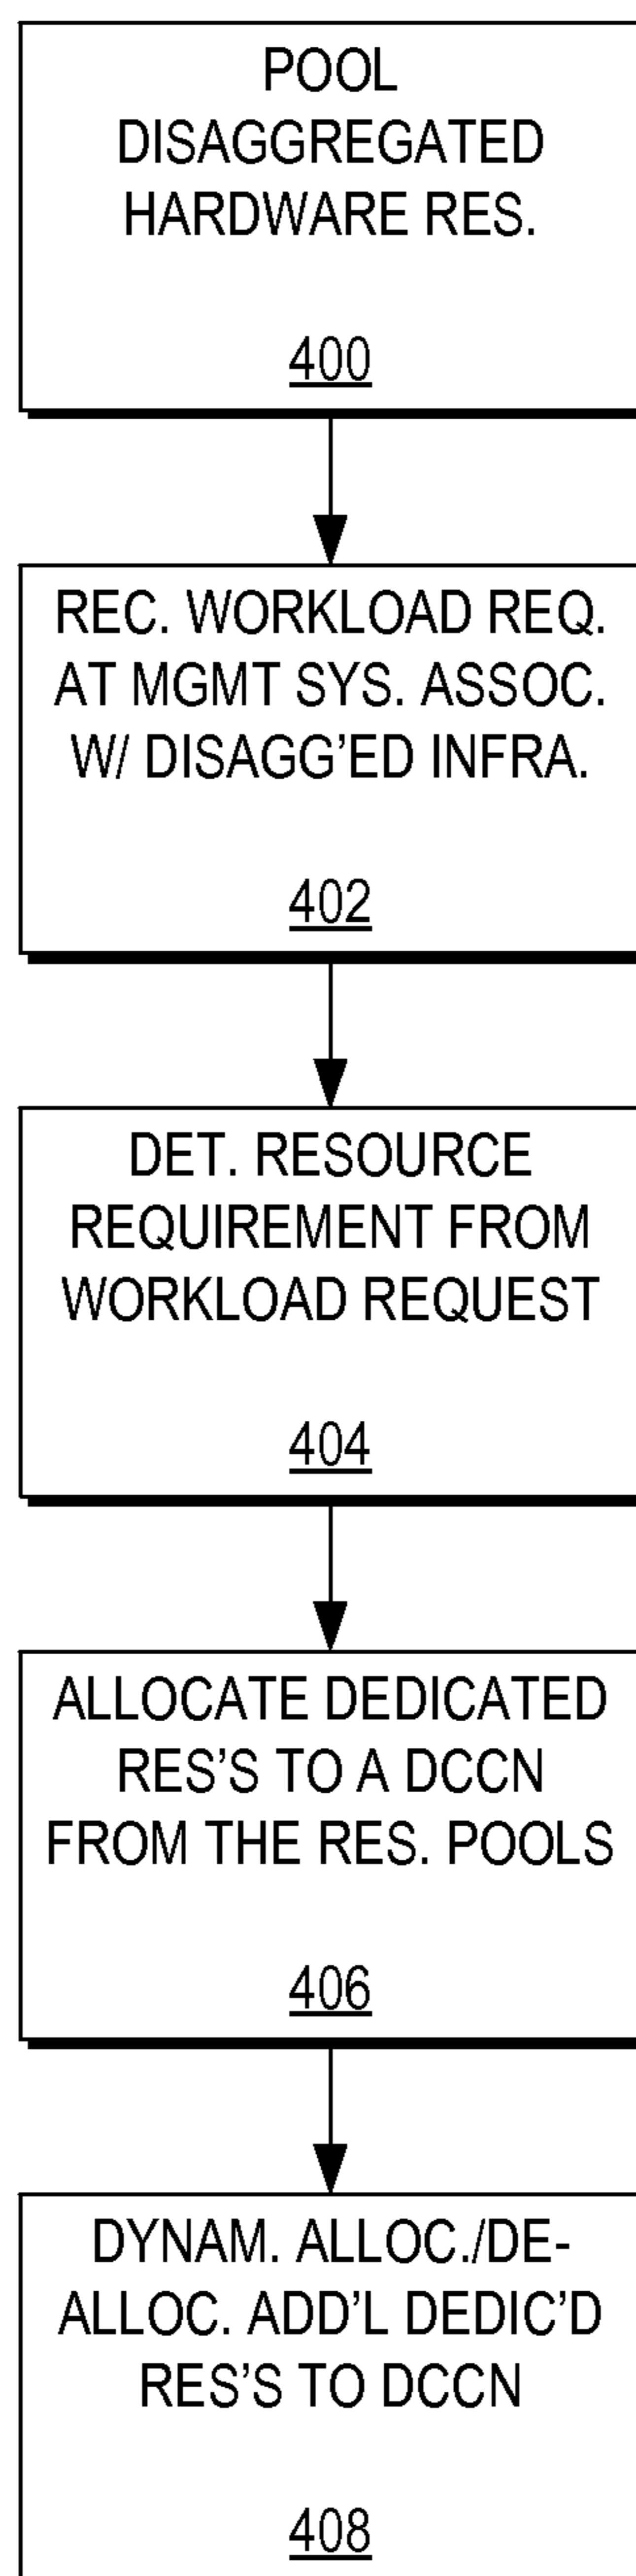 POOL
DISAGGREGATED
HARDWARE RES.
400
REC. WORKLOAD REQ.
AT MGMT SYS. ASSOC.
W/ DISAGG'ED INFRA.
402
DET. RESOURCE
REQUIREMENT FROM
WORKLOAD REQUEST
404
ALLOCATE DEDICATED
RES'S TO A DCCN
FROM THE RES. POOLS
406
DYNAM. ALLOC./DE-
ALLOC. ADD'L DEDIC'D
RES'S TO DCCN
408